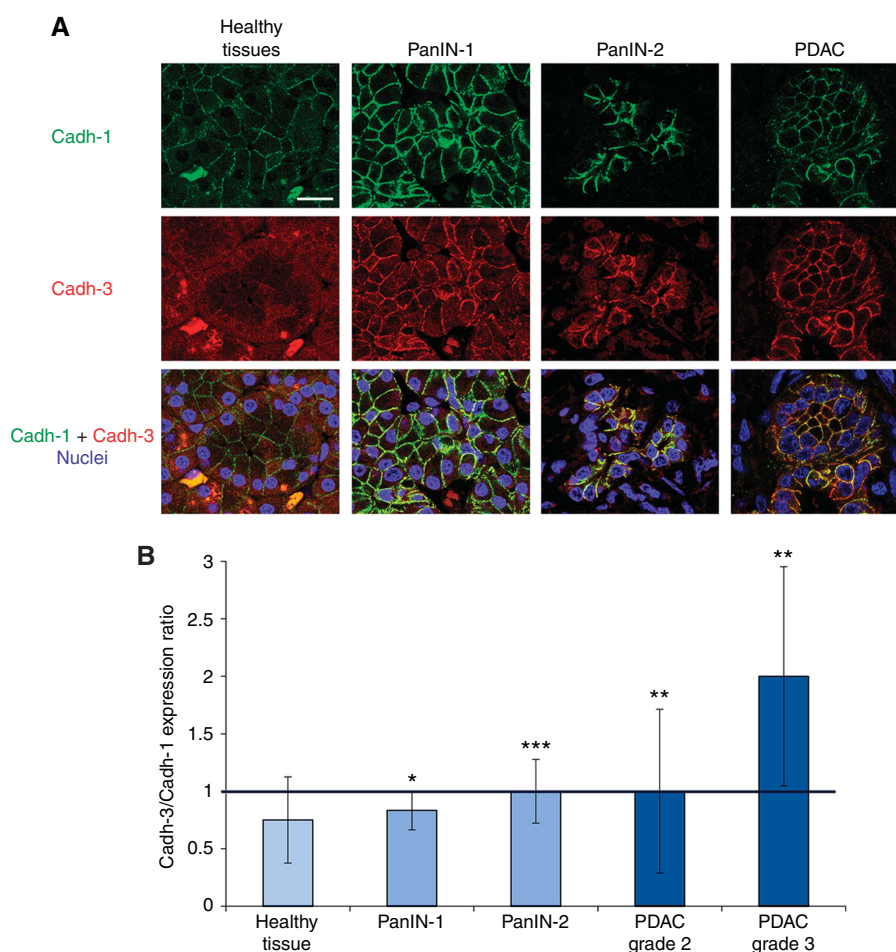 A
Healthy
tissues
PanIN-1
PanIN-2
PDAC
Cadh-1
Cadh-3
Cadh-1 + Cadh-3
Nuclei
B
Cadh-3/Cadh-1 expression ratio
3
2.5
2
1.5
1
0.5
0
*
***
**
**
Healthy
tissue
PanIN-1
PanIN-2
PDAC
grade 2
PDAC
grade 3